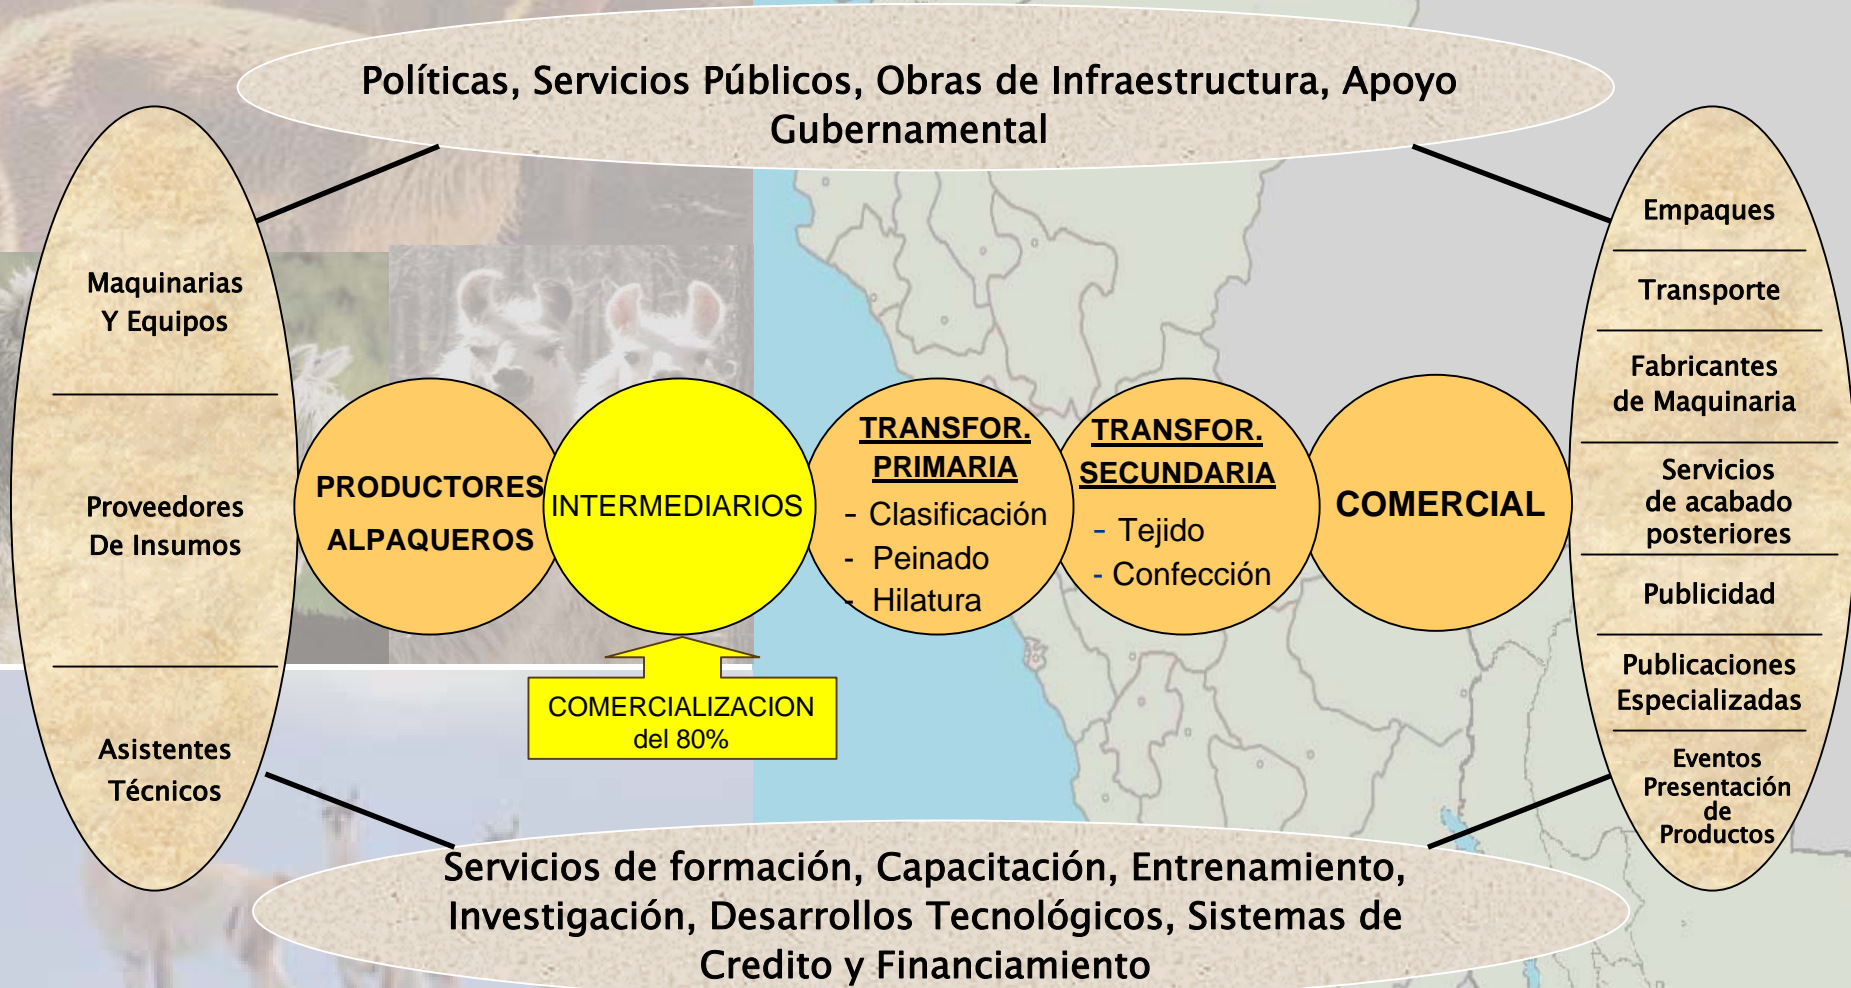 Políticas, Servicios Públicos, Obras de Infraestructura, Apoyo
Gubernamental
Maquinarias
Y Equipos
Proveedores
De Insumos
Asistentes
Técnicos
PRODUCTORES
ALPAQUEROS
INTERMEDIARIOS
COMERCIALIZACION
del 80%
TRANSFOR.
PRIMARIA
- Clasificación
- Peinado
- Hilatura
TRANSFOR.
SECUNDARIA
- Tejido
- Confección
COMERCIAL
Empaques
Transporte
Fabricantes
de Maquinaria
Servicios
de acabado
posteriores
Publicidad
Publicaciones
Especializadas
Eventos
Presentación
de
Productos
Servicios de formación, Capacitación, Entrenamiento,
Investigación, Desarrollos Tecnológicos, Sistemas de
Credito y Financiamiento